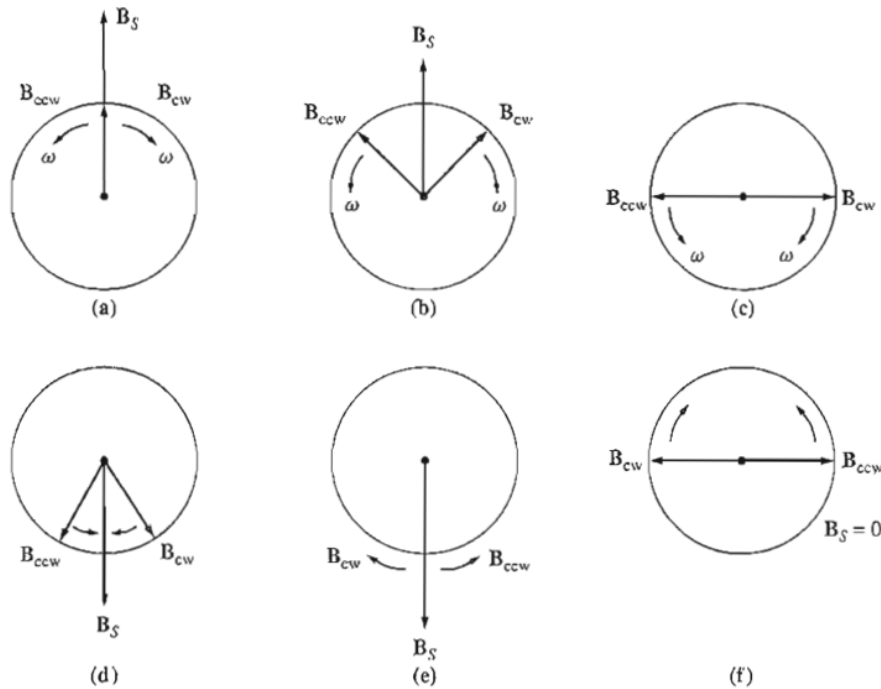 B_S
B_ccw B_cw
ω ω
(a)
B_S
B_ccw B_cw
ω ω
(b)
B_ccw B_cw
ω ω
(c)
B_ccw B_cw
B_S
(d)
B_cw B_ccw
B_S
(e)
B_cw B_ccw
B_S = 0
(f)